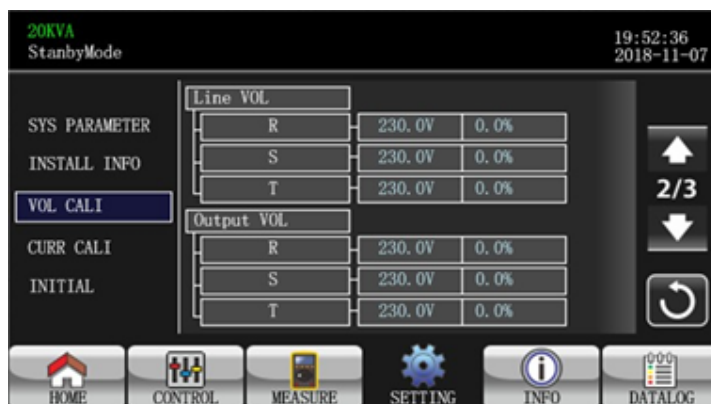 20KVA
StanbyMode
19:52:36
2018-11-07
SYS PARAMETER
INSTALL INFO
VOL CALI
CURR CALI
INITIAL
Line VOL
R 230.0V 0.0%
S 230.0V 0.0%
T 230.0V 0.0%
Output VOL
R 230.0V 0.0%
S 230.0V 0.0%
T 230.0V 0.0%
2/3
HOME CONTROL MEASURE SETTING INFO DATALOG